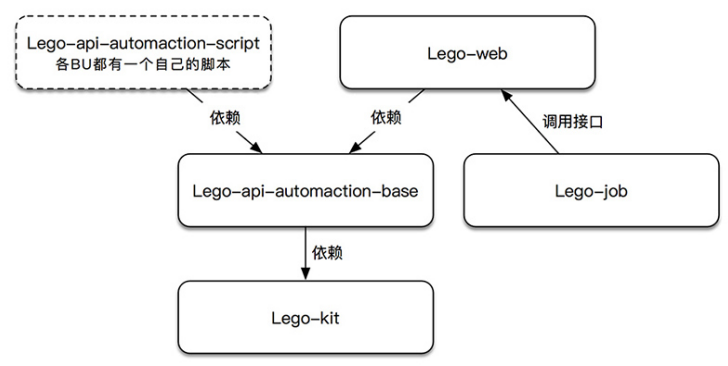 Lego-api-automaction-script
各BU都有一个自己的脚本
Lego-web
依赖
依赖
调用接口
Lego-api-automaction-base
Lego-job
依赖
Lego-kit